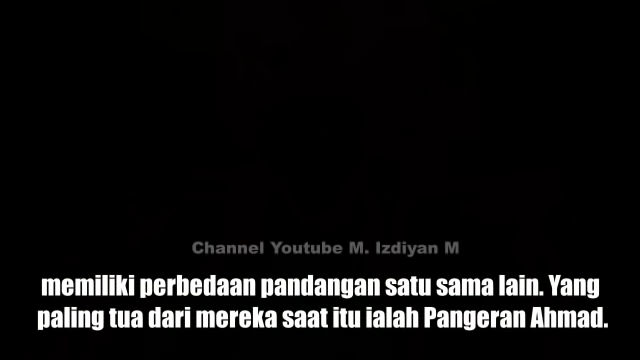 Channel Youtube M. Izdiyan M
memiliki perbedaan pandangan satu sama lain. Yang
paling tua dari mereka saat itu ialah Pangeran Ahmad.